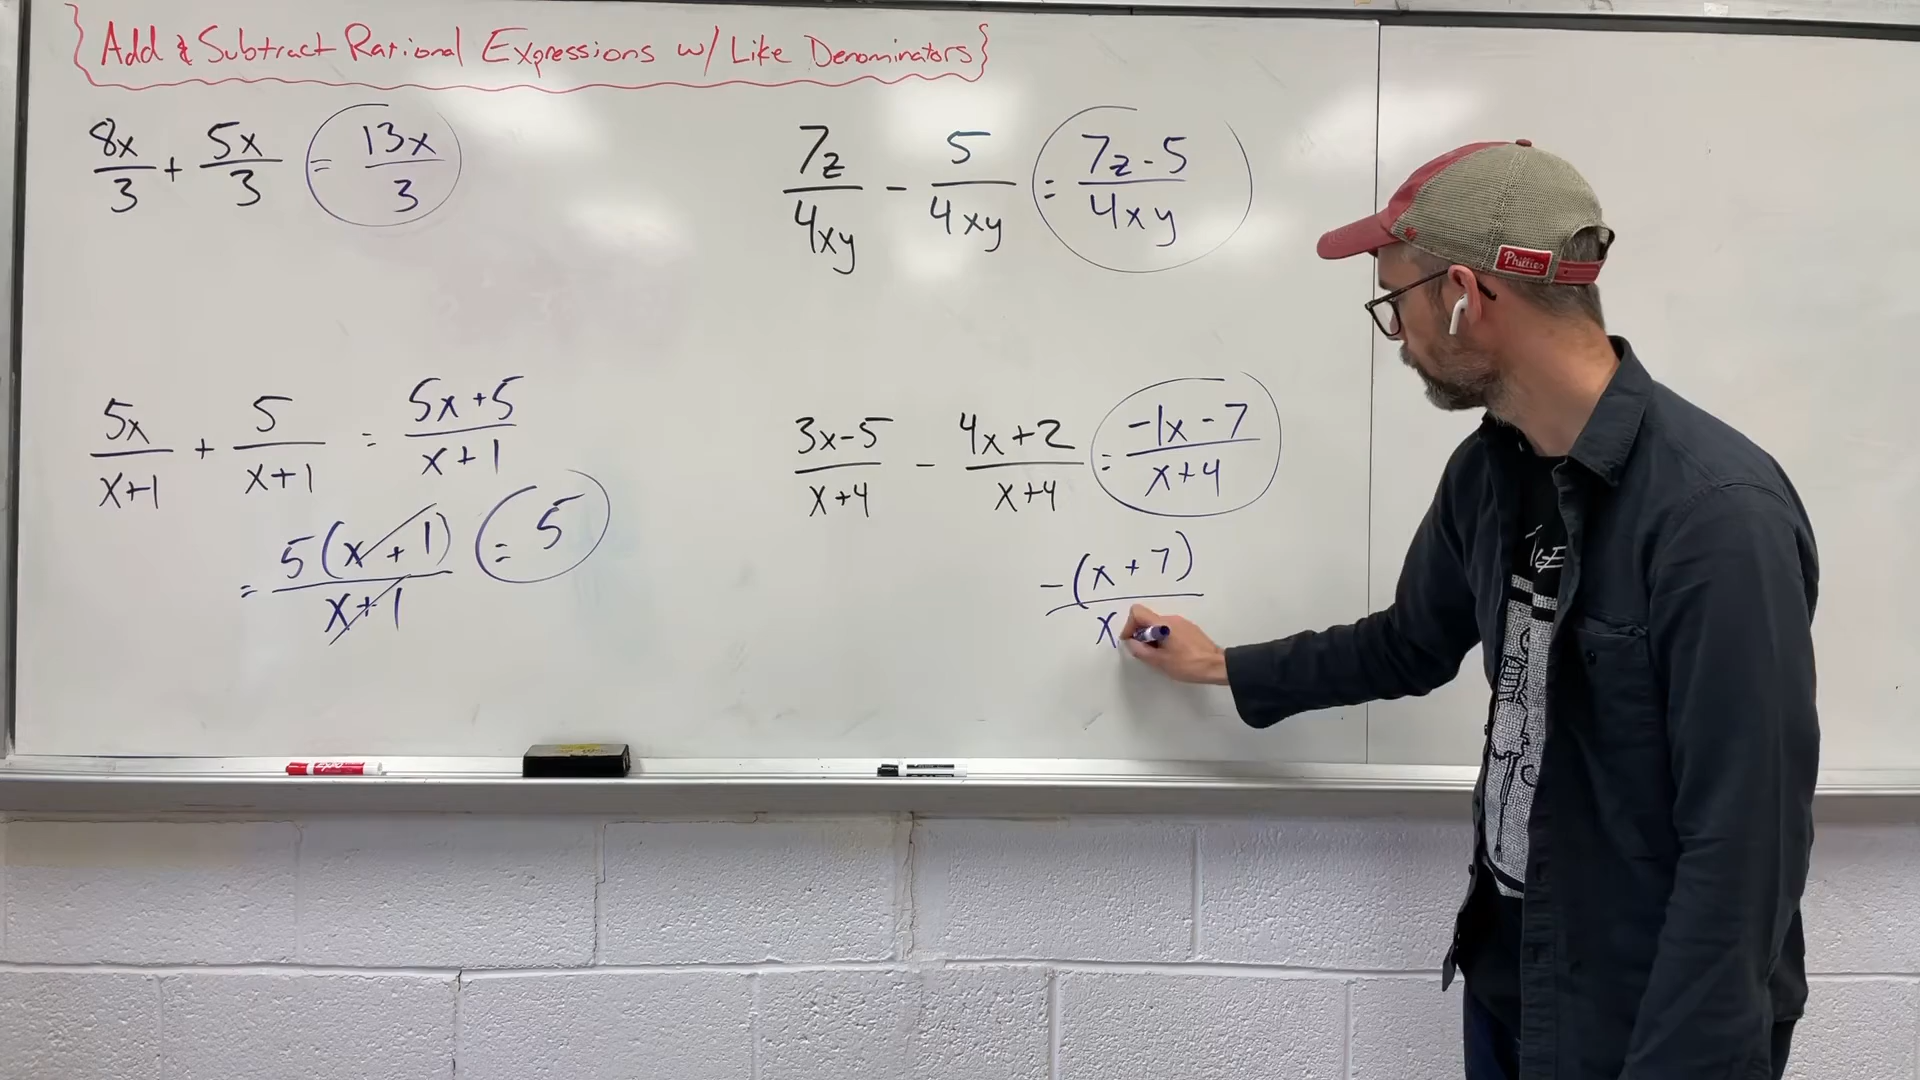 Add & Subtract Rational Expressions w/ Like Denominators
8x/3 + 5x/3 = 13x/3
7z/4xy - 5/4xy = 7z-5/4xy
5x/x+1 + 5/x+1 = 5x+5/x+1
= 5(x+1)/x+1 = 5
3x-5/x+4 - 4x+2/x+4 = -1x-7/x+4
-(x+7)/x
Phillies